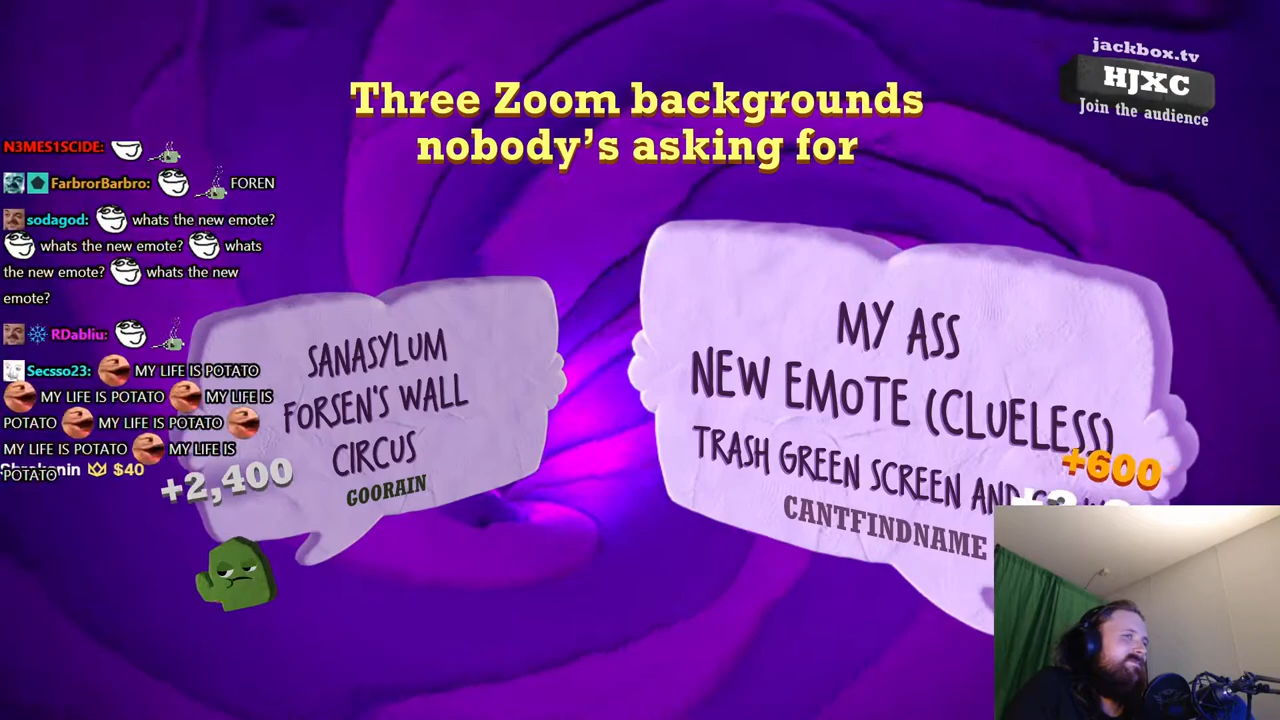 jackbox.tv
HJXC
Join the audience
Three Zoom backgrounds
nobody's asking for
N3MES1SCIDE:
FarbrorBarbro: FOREN
sodagod: whats the new emote?
whats the new emote? whats
the new emote? whats the new
emote?
RDabliu:
Secsso23: MY LIFE IS POTATO
MY LIFE IS POTATO MY LIFE IS
POTATO MY LIFE IS POTATO
MY LIFE IS POTATO MY LIFE IS
POTATO
$40
+2,400
SANASYLUM
FORSEN'S WALL
CIRCUS
GOORAIN
MY ASS
NEW EMOTE (CLUELESS)
TRASH GREEN SCREEN AND
CANTFINDNAME
+600